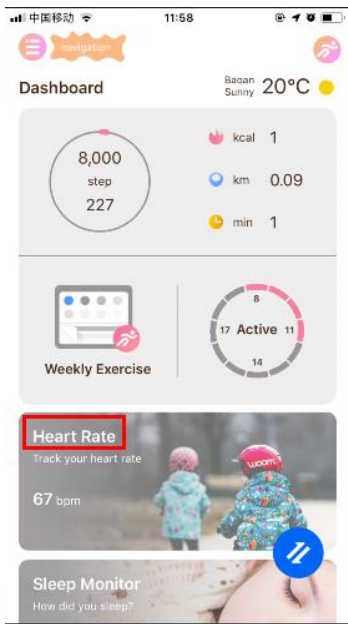 中国移动 11:58
navigation
Dashboard
Baoan
Sunny 20°C
8,000
step
227
kcal 1
km 0.09
min 1
Weekly Exercise
8
17 Active 11
14
Heart Rate
Track your heart rate
67 bpm
woom
Sleep Monitor
How did you sleep?